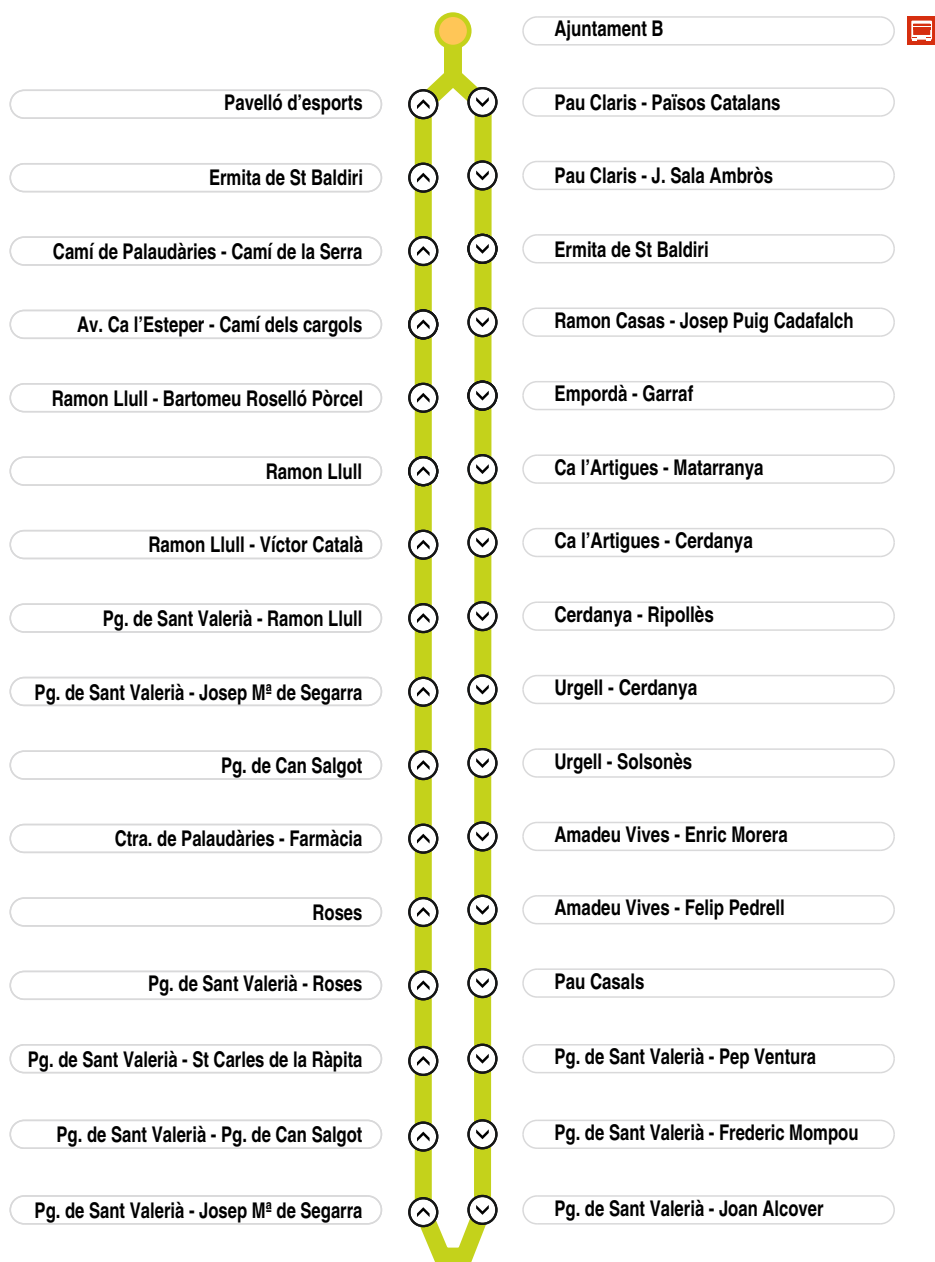 Ajuntament B
Pavelló d'esports
Pau Claris - Països Catalans
Ermita de St Baldiri
Pau Claris - J. Sala Ambròs
Camí de Palaudàries - Camí de la Serra
Ermita de St Baldiri
Av. Ca l'Esteper - Camí dels cargols
Ramon Casas - Josep Puig Cadafalch
Ramon Llull - Bartomeu Roselló Pòrcel
Empordà - Garraf
Ramon Llull
Ca l'Artigues - Matarranya
Ramon Llull - Víctor Català
Ca l'Artigues - Cerdanya
Pg. de Sant Valerià - Ramon Llull
Cerdanya - Ripollès
Pg. de Sant Valerià - Josep Mª de Segarra
Urgell - Cerdanya
Pg. de Can Salgot
Urgell - Solsonès
Ctra. de Palaudàries - Farmàcia
Amadeu Vives - Enric Morera
Roses
Amadeu Vives - Felip Pedrell
Pg. de Sant Valerià - Roses
Pau Casals
Pg. de Sant Valerià - St Carles de la Ràpita
Pg. de Sant Valerià - Pep Ventura
Pg. de Sant Valerià - Pg. de Can Salgot
Pg. de Sant Valerià - Frederic Mompou
Pg. de Sant Valerià - Josep Mª de Segarra
Pg. de Sant Valerià - Joan Alcover